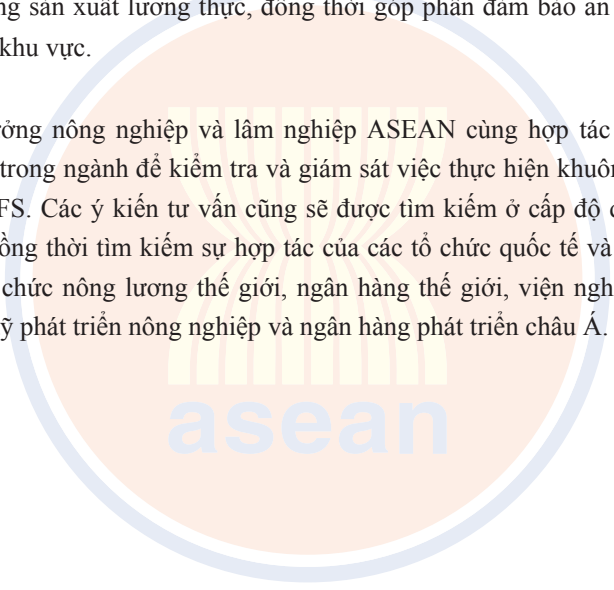 ng sản xuất lương thực, đồng thời góp phần đảm bảo an
khu vực.
ởng nông nghiệp và lâm nghiệp ASEAN cùng hợp tác
trong ngành để kiểm tra và giám sát việc thực hiện khuôn
FS. Các ý kiến tư vấn cũng sẽ được tìm kiếm ở cấp độ
ồng thời tìm kiếm sự hợp tác của các tổ chức quốc tế và
chức nông lương thế giới, ngân hàng thế giới, viện ngh
ỹ phát triển nông nghiệp và ngân hàng phát triển châu Á.
asean